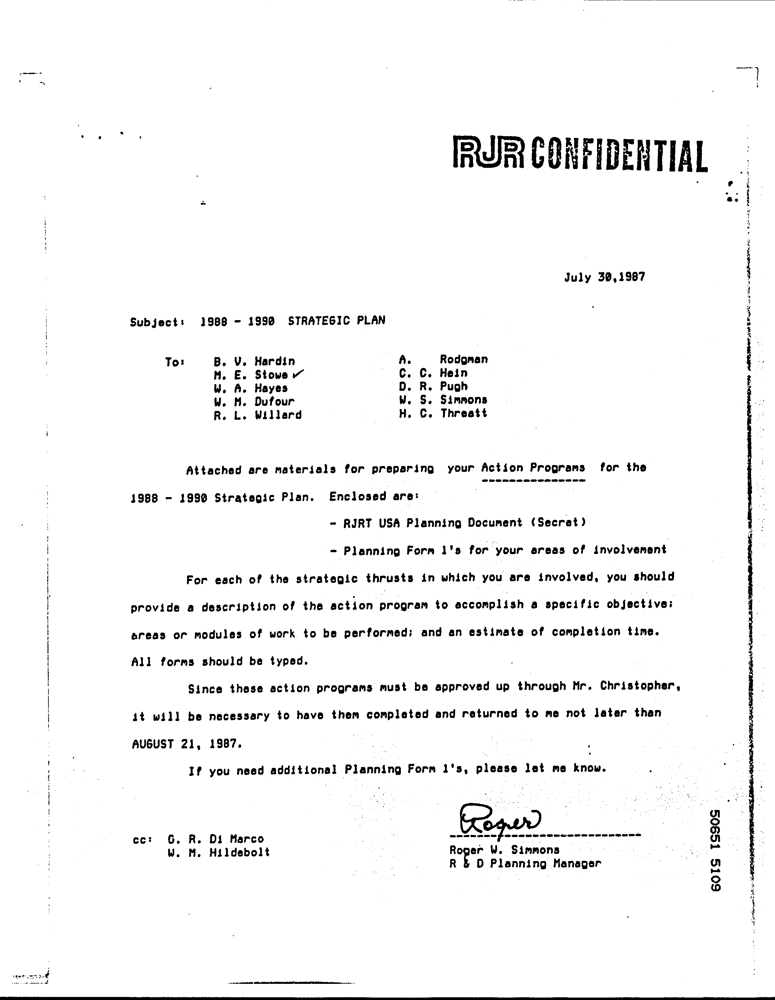 RJR CONFIDENTIAL
July 30,1987
Subject: 1988 - 1990 STRATEGIC PLAN
To: B. V. Hardin A. Rodgman
M. E. Stowe ✓ C. C. Hein
W. A. Hayes D. R. Pugh
W. M. Dufour W. S. Simmons
R. L. Willard H. C. Threatt
Attached are materials for preparing your Action Programs for the
1988 - 1990 Strategic Plan. Enclosed are:
- RJRT USA Planning Document (Secret)
- Planning Form 1's for your areas of involvement
For each of the strategic thrusts in which you are involved, you should
provide a description of the action program to accomplish a specific objective;
areas or modules of work to be performed; and an estimate of completion time.
All forms should be typed.
Since these action programs must be approved up through Mr. Christopher,
it will be necessary to have them completed and returned to me not later than
AUGUST 21, 1987.
If you need additional Planning Form 1's, please let me know.
Roger
cc: G. R. Di Marco Roger W. Simmons
W. M. Hildebolt R & D Planning Manager
50651 5109